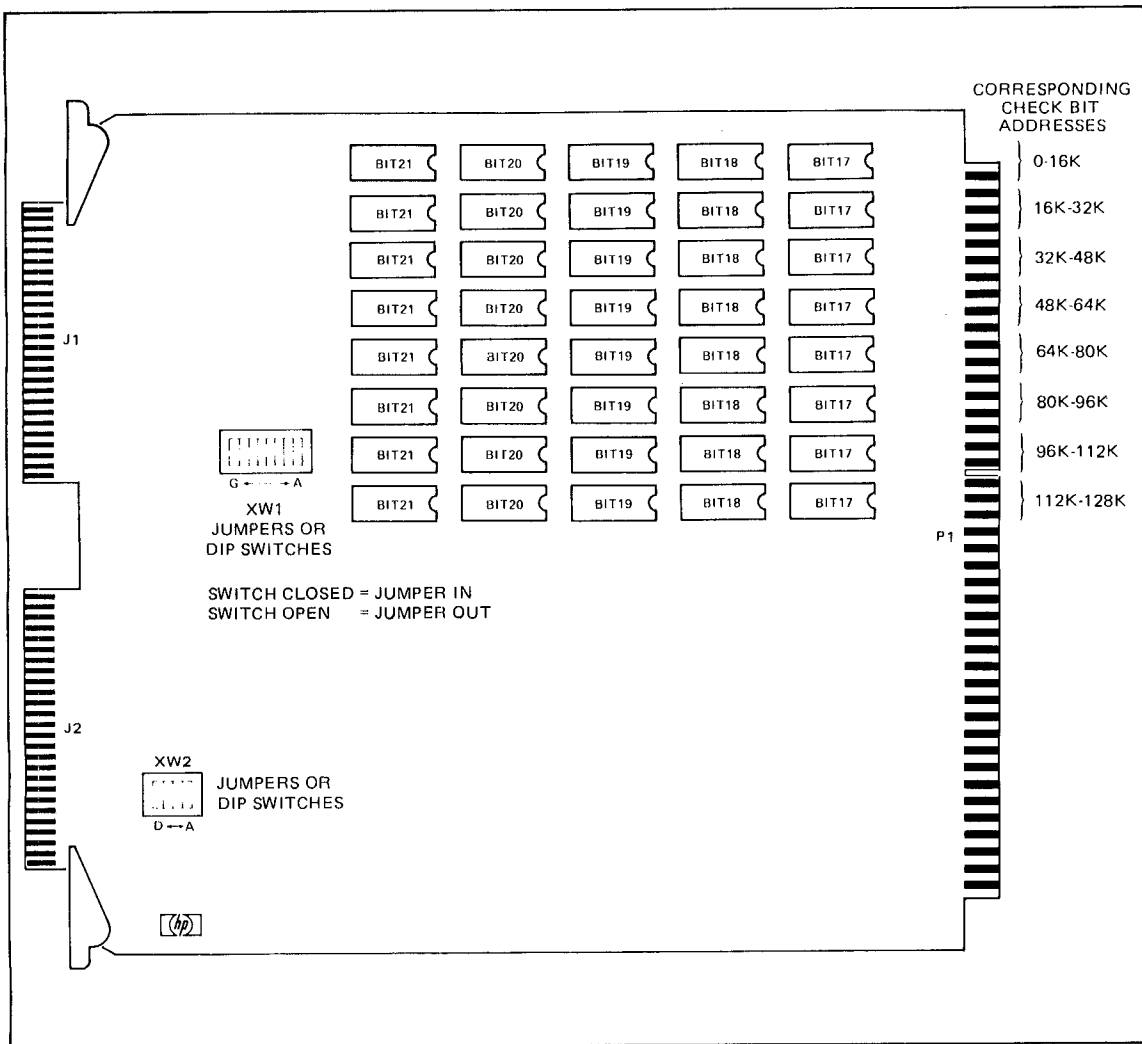 CORRESPONDING
CHECK BIT
ADDRESSES
BIT21 BIT20 BIT19 BIT18 BIT17 0-16K
BIT21 BIT20 BIT19 BIT18 BIT17 16K-32K
BIT21 BIT20 BIT19 BIT18 BIT17 32K-48K
BIT21 BIT20 BIT19 BIT18 BIT17 48K-64K
J1
BIT21 BIT20 BIT19 BIT18 BIT17 64K-80K
BIT21 BIT20 BIT19 BIT18 BIT17 80K-96K
BIT21 BIT20 BIT19 BIT18 BIT17 96K-112K
G ← ··· → A
BIT21 BIT20 BIT19 BIT18 BIT17 112K-128K
XW1
JUMPERS OR
DIP SWITCHES
P1
SWITCH CLOSED = JUMPER IN
SWITCH OPEN = JUMPER OUT
J2
XW2
JUMPERS OR
DIP SWITCHES
D ↔ A
hp